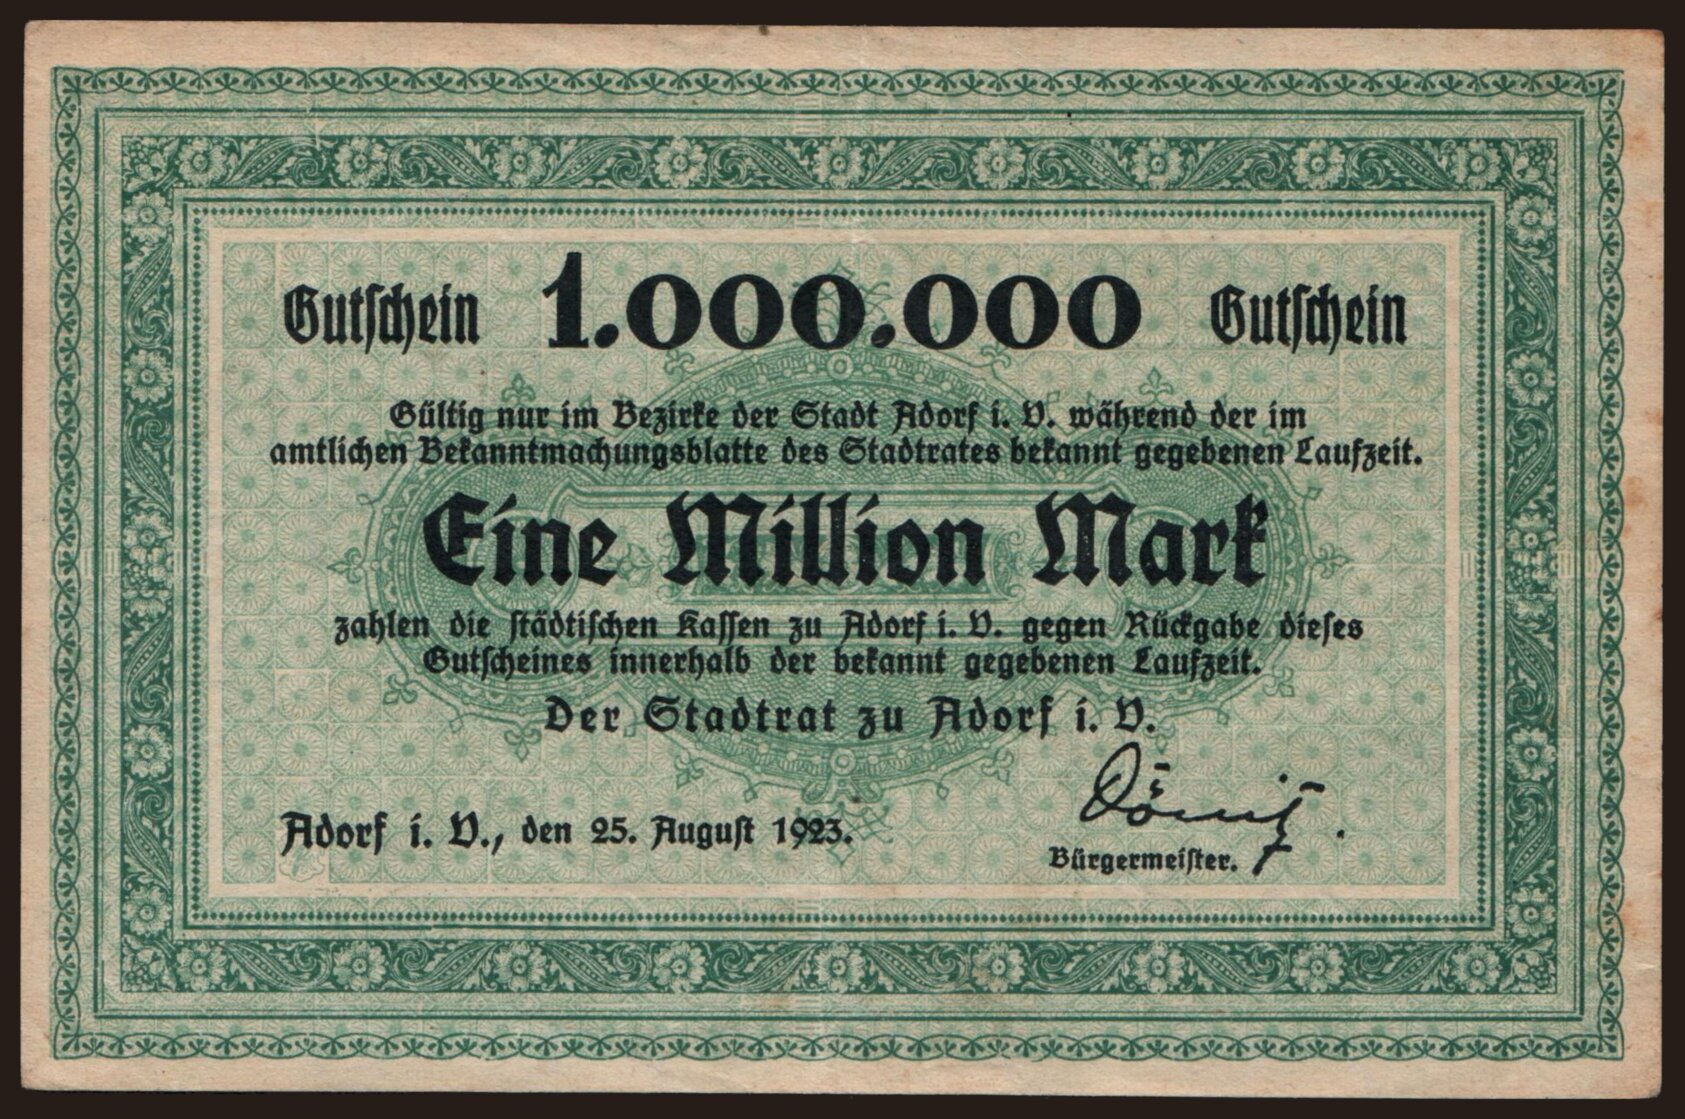 Gutschein 1.000.000 Gutschein
Gültig nur im Bezirke der Stadt Adorf i. V. während der im
amtlichen Bekanntmachungsblatte des Stadtrates bekannt gegebenen Laufzeit.
Eine Million Mark
zahlen die städtischen Kassen zu Adorf i. V. gegen Rückgabe dieses
Gutscheines innerhalb der bekannt gegebenen Laufzeit.
Der Stadtrat zu Adorf i. V.
Adorf i. V., den 25. August 1923.
Bürgermeister.